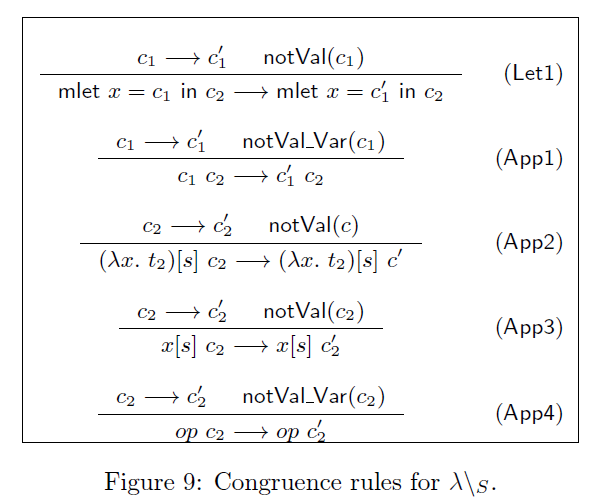 c₁ ⟶ c′₁ notVal(c₁)
mlet x = c₁ in c₂ ⟶ mlet x = c′₁ in c₂ (Let1)
c₁ ⟶ c′₁ notVal_Var(c₁)
c₁ c₂ ⟶ c′₁ c₂ (App1)
c₂ ⟶ c′₂ notVal(c)
(λx. t₂)[s] c₂ ⟶ (λx. t₂)[s] c′ (App2)
c₂ ⟶ c′₂ notVal(c₂)
x[s] c₂ ⟶ x[s] c′₂ (App3)
c₂ ⟶ c′₂ notVal_Var(c₂)
op c₂ ⟶ op c′₂ (App4)
Figure 9: Congruence rules for λ\S.